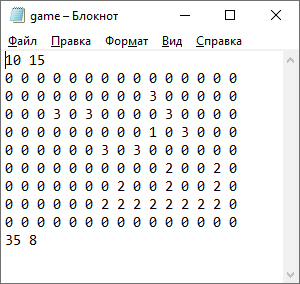 game – Блокнот
Файл Правка Формат Вид Справка
10 15
0 0 0 0 0 0 0 0 0 0 0 0 0 0 0
0 0 0 0 0 0 0 0 0 3 0 0 0 0 0
0 0 0 3 0 3 0 0 0 0 3 0 0 0 0
0 0 0 0 0 0 0 0 0 1 0 3 0 0 0
0 0 0 0 0 0 3 0 3 0 0 0 0 0 0
0 0 0 0 0 0 0 0 0 0 2 0 0 2 0
0 0 0 0 0 0 0 2 0 0 2 0 0 2 0
0 0 0 0 0 0 2 2 2 2 2 2 2 2 0
0 0 0 0 0 0 0 0 0 0 0 0 0 0 0
35 8